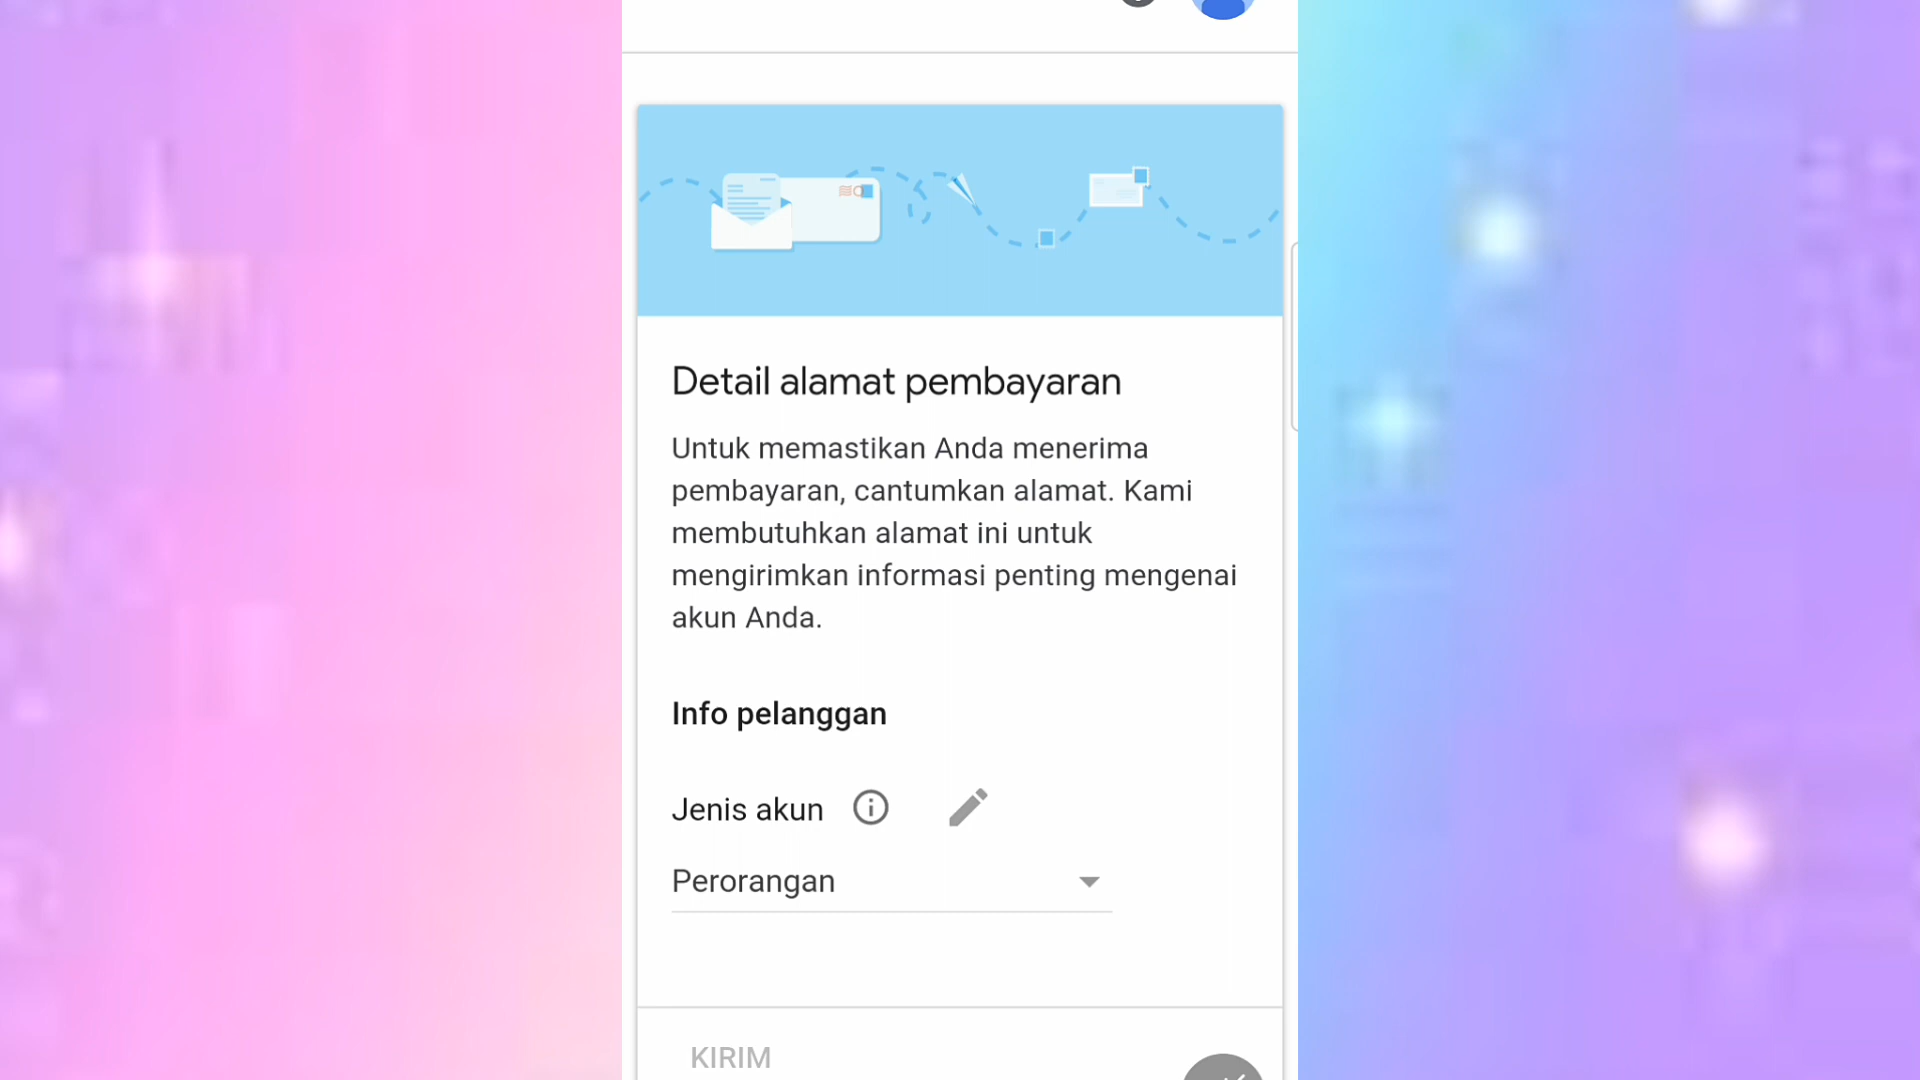 Detail alamat pembayaran
Untuk memastikan Anda menerima
pembayaran, cantumkan alamat. Kami
membutuhkan alamat ini untuk
mengirimkan informasi penting mengenai
akun Anda.
Info pelanggan
Jenis akun
Perorangan
KIRIM